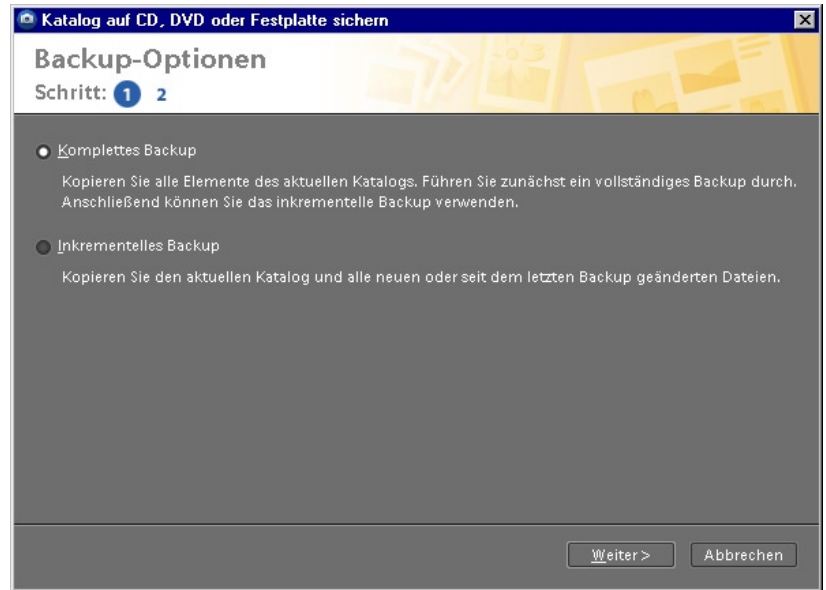 Katalog auf CD, DVD oder Festplatte sichern
Backup-Optionen
Schritt: 1 2
Komplettes Backup
Kopieren Sie alle Elemente des aktuellen Katalogs. Führen Sie zunächst ein vollständiges Backup durch.
Anschließend können Sie das inkrementelle Backup verwenden.
Inkrementelles Backup
Kopieren Sie den aktuellen Katalog und alle neuen oder seit dem letzten Backup geänderten Dateien.
Weiter > Abbrechen